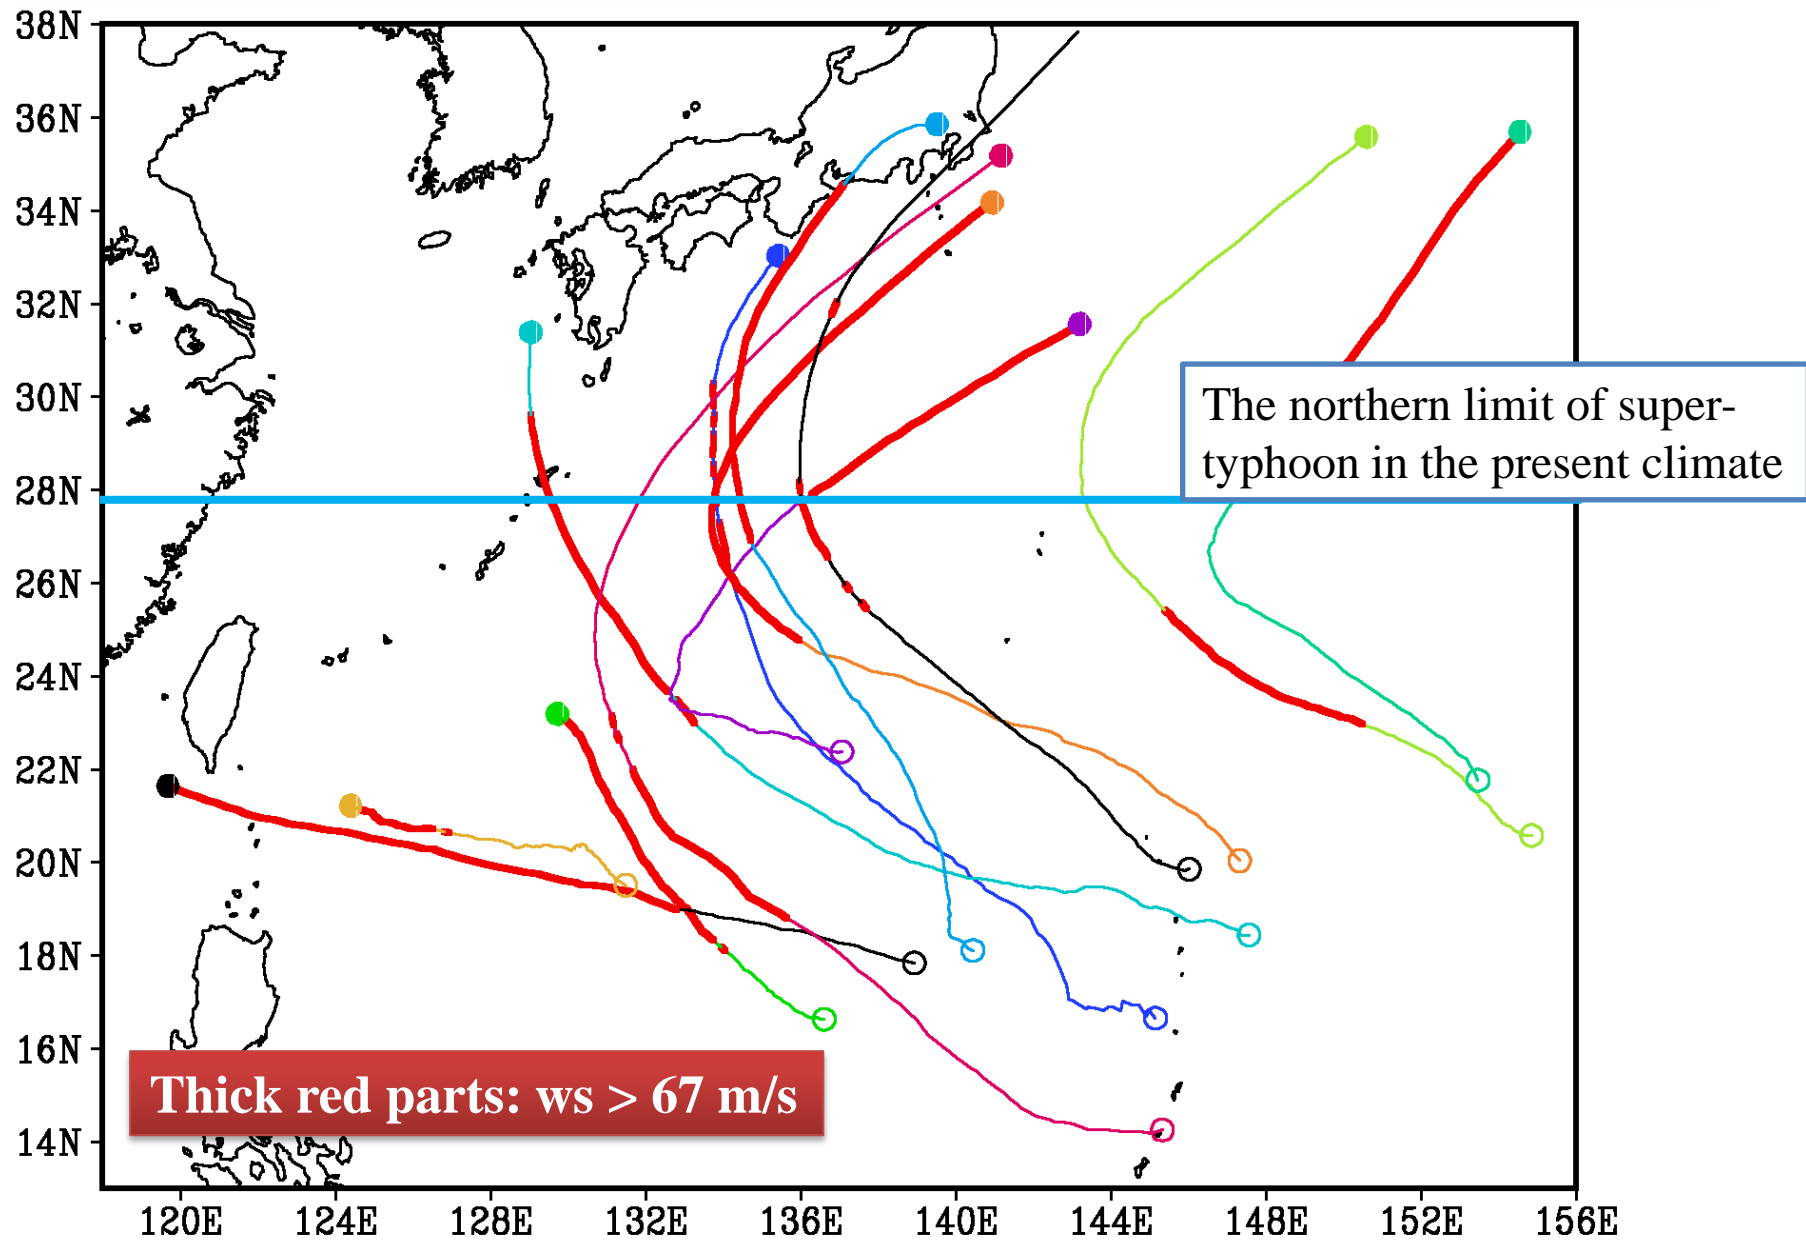 38N
36N
34N
32N
30N
28N
26N
24N
22N
20N
18N
16N
14N
The northern limit of super-
typhoon in the present climate
Thick red parts: ws > 67 m/s
120E 124E 128E 132E 136E 140E 144E 148E 152E 156E